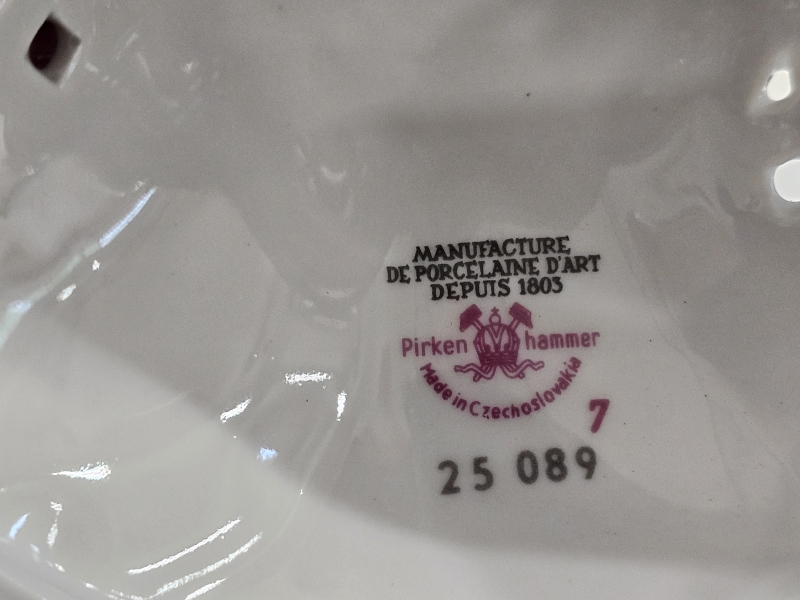 MANUFACTURE
DE PORCELAINE D'ART
DEPUIS 1803
Pirken hammer
Made in Czechoslovakia
7
25 089